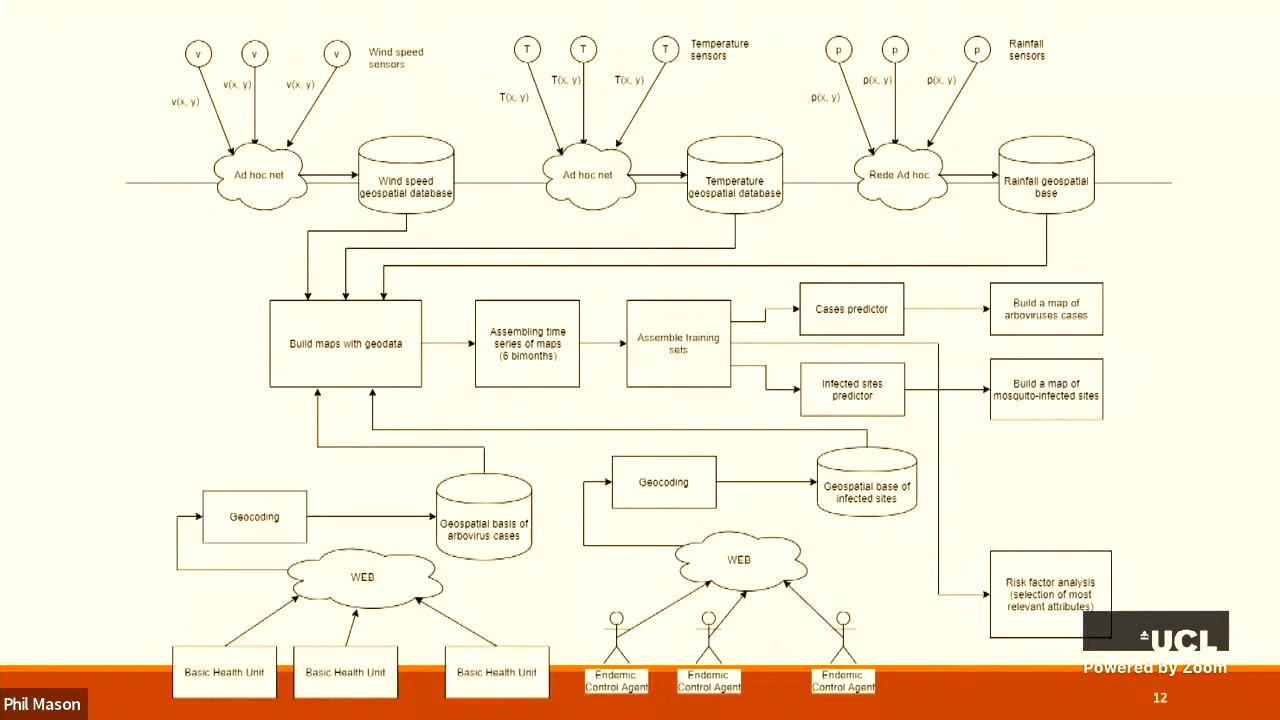 v
v
v
Wind speed
sensors
v(x, y)
v(x, y)
v(x, y)
T
T
T
Temperature
sensors
T(x, y)
T(x, y)
T(x, y)
p
p
p
Rainfall
sensors
p(x, y)
p(x, y)
p(x, y)
Ad hoc net
Wind speed
geospatial database
Ad hoc net
Temperature
geospatial database
Rede Ad hoc
Rainfall geospatial
base
Build maps with geodata
Assembling time
series of maps
(6 bimonths)
Assemble training
sets
Cases predictor
Build a map of
arboviruses cases
Infected sites
predictor
Build a map of
mosquito-infected sites
Geocoding
Geospatial basis of
arbovirus cases
Geocoding
Geospatial base of
infected sites
WEB
WEB
Risk factor analysis
(selection of most
relevant attributes)
Basic Health Unit
Basic Health Unit
Basic Health Unit
Endemic
Control Agent
Endemic
Control Agent
Endemic
Control Agent
UCL
Powered by Zoom
12
Phil Mason